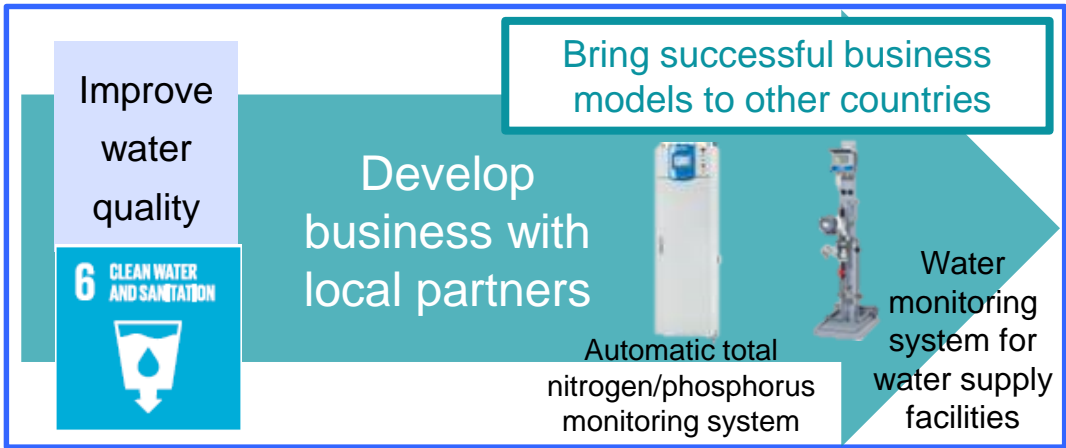 Improve
water
quality
6 CLEAN WATER
AND SANITATION
Develop
business with
local partners
Bring successful business
models to other countries
Automatic total
nitrogen/phosphorus
monitoring system
Water
monitoring
system for
water supply
facilities